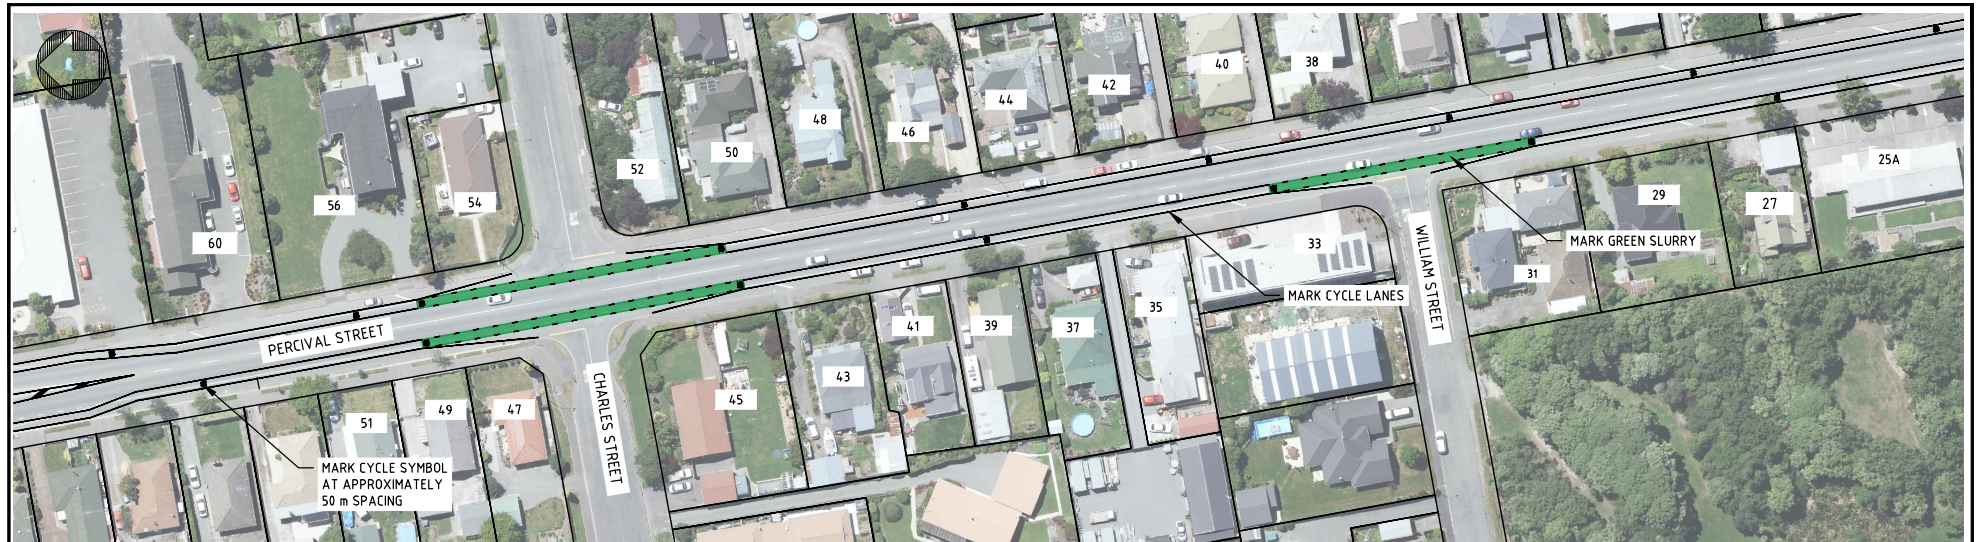 40
38
42
44
48
46
50
52
25A
29
27
54
56
60
33
31
WILLIAM STREET
MARK GREEN SLURRY
MARK CYCLE LANES
35
37
39
41
PERCIVAL STREET
43
45
CHARLES STREET
47
49
51
MARK CYCLE SYMBOL
AT APPROXIMATELY
50 m SPACING